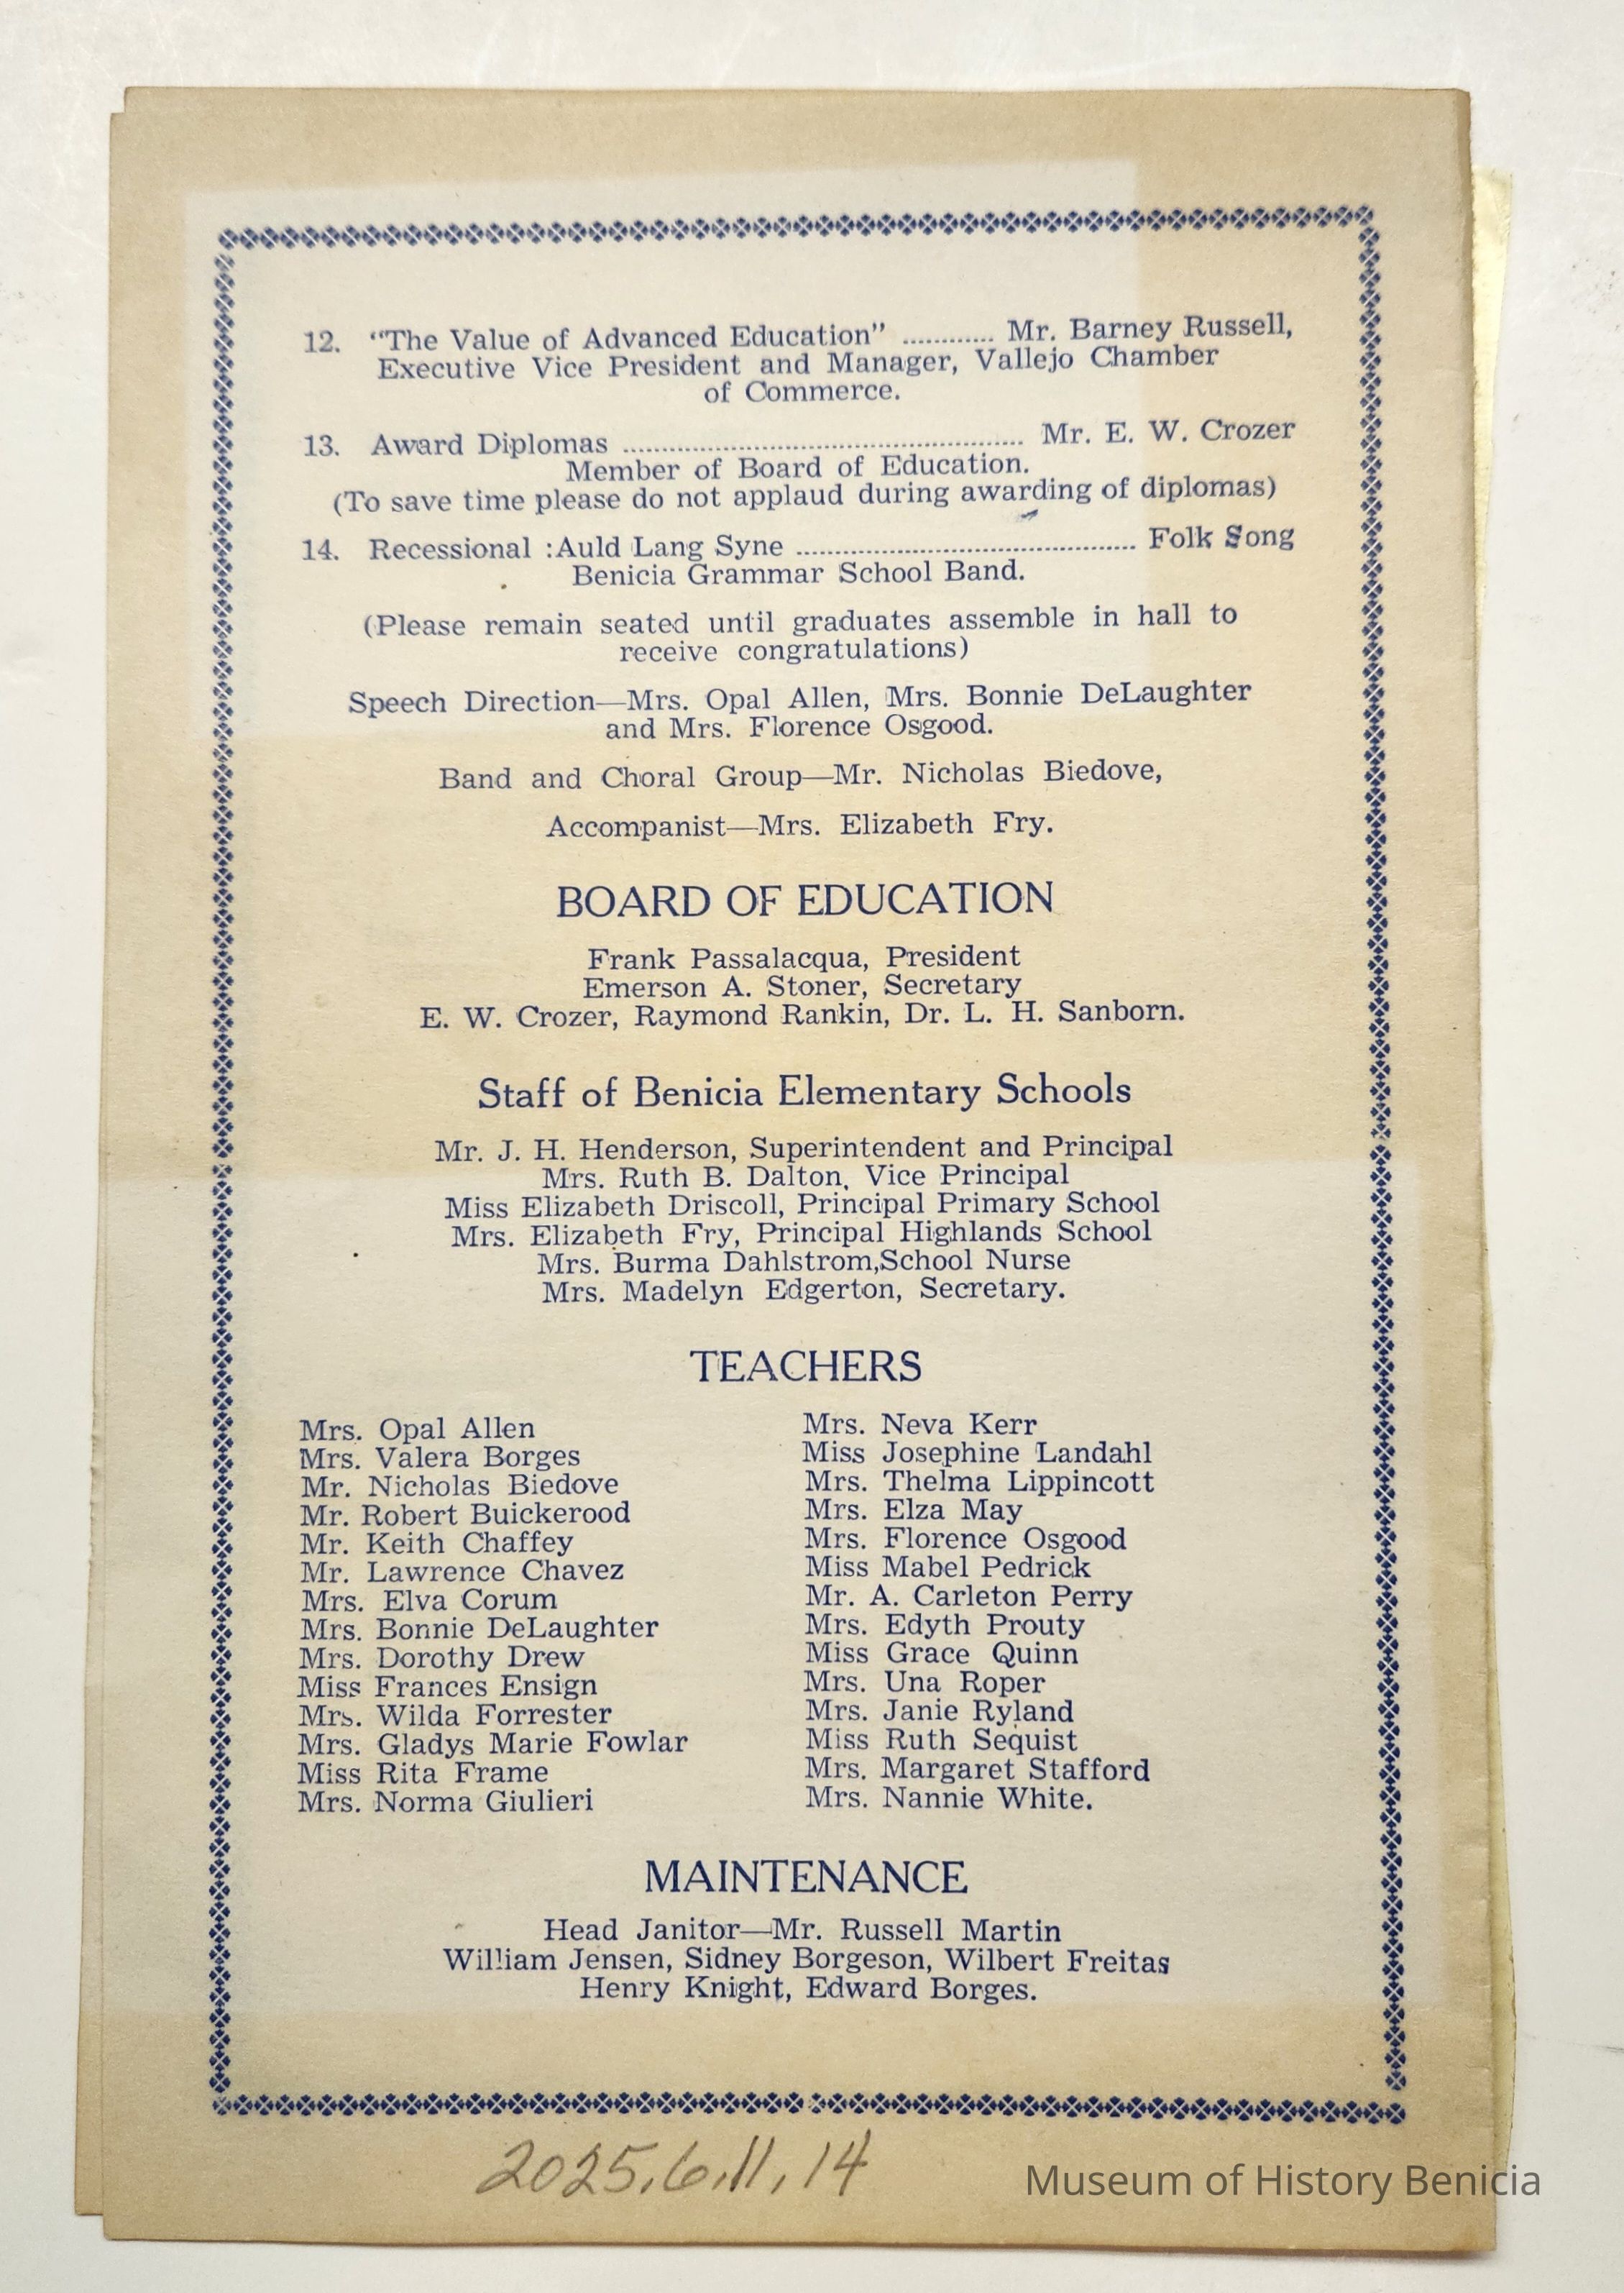 12. “The Value of Advanced Education” ............ Mr. Barney Russell,
Executive Vice President and Manager, Vallejo Chamber
of Commerce.
13. Award Diplomas .................................................... Mr. E. W. Crozer
Member of Board of Education.
(To save time please do not applaud during awarding of diplomas)
14. Recessional :Auld Lang Syne ............................................ Folk Song
Benicia Grammar School Band.
(Please remain seated until graduates assemble in hall to
receive congratulations)
Speech Direction—Mrs. Opal Allen, Mrs. Bonnie DeLaughter
and Mrs. Florence Osgood.
Band and Choral Group—Mr. Nicholas Biedove,
Accompanist—Mrs. Elizabeth Fry.
BOARD OF EDUCATION
Frank Passalacqua, President
Emerson A. Stoner, Secretary
E. W. Crozer, Raymond Rankin, Dr. L. H. Sanborn.
Staff of Benicia Elementary Schools
Mr. J. H. Henderson, Superintendent and Principal
Mrs. Ruth B. Dalton, Vice Principal
Miss Elizabeth Driscoll, Principal Primary School
Mrs. Elizabeth Fry, Principal Highlands School
Mrs. Burma Dahlstrom,School Nurse
Mrs. Madelyn Edgerton, Secretary.
TEACHERS
Mrs. Opal Allen
Mrs. Valera Borges
Mr. Nicholas Biedove
Mr. Robert Buickerood
Mr. Keith Chaffey
Mr. Lawrence Chavez
Mrs. Elva Corum
Mrs. Bonnie DeLaughter
Mrs. Dorothy Drew
Miss Frances Ensign
Mrs. Wilda Forrester
Mrs. Gladys Marie Fowlar
Miss Rita Frame
Mrs. Norma Giulieri
Mrs. Neva Kerr
Miss Josephine Landahl
Mrs. Thelma Lippincott
Mrs. Elza May
Mrs. Florence Osgood
Miss Mabel Pedrick
Mr. A. Carleton Perry
Mrs. Edyth Prouty
Miss Grace Quinn
Mrs. Una Roper
Mrs. Janie Ryland
Miss Ruth Sequist
Mrs. Margaret Stafford
Mrs. Nannie White.
MAINTENANCE
Head Janitor—Mr. Russell Martin
William Jensen, Sidney Borgeson, Wilbert Freitas
Henry Knight, Edward Borges.
2025.6.11.14
Museum of History Benicia